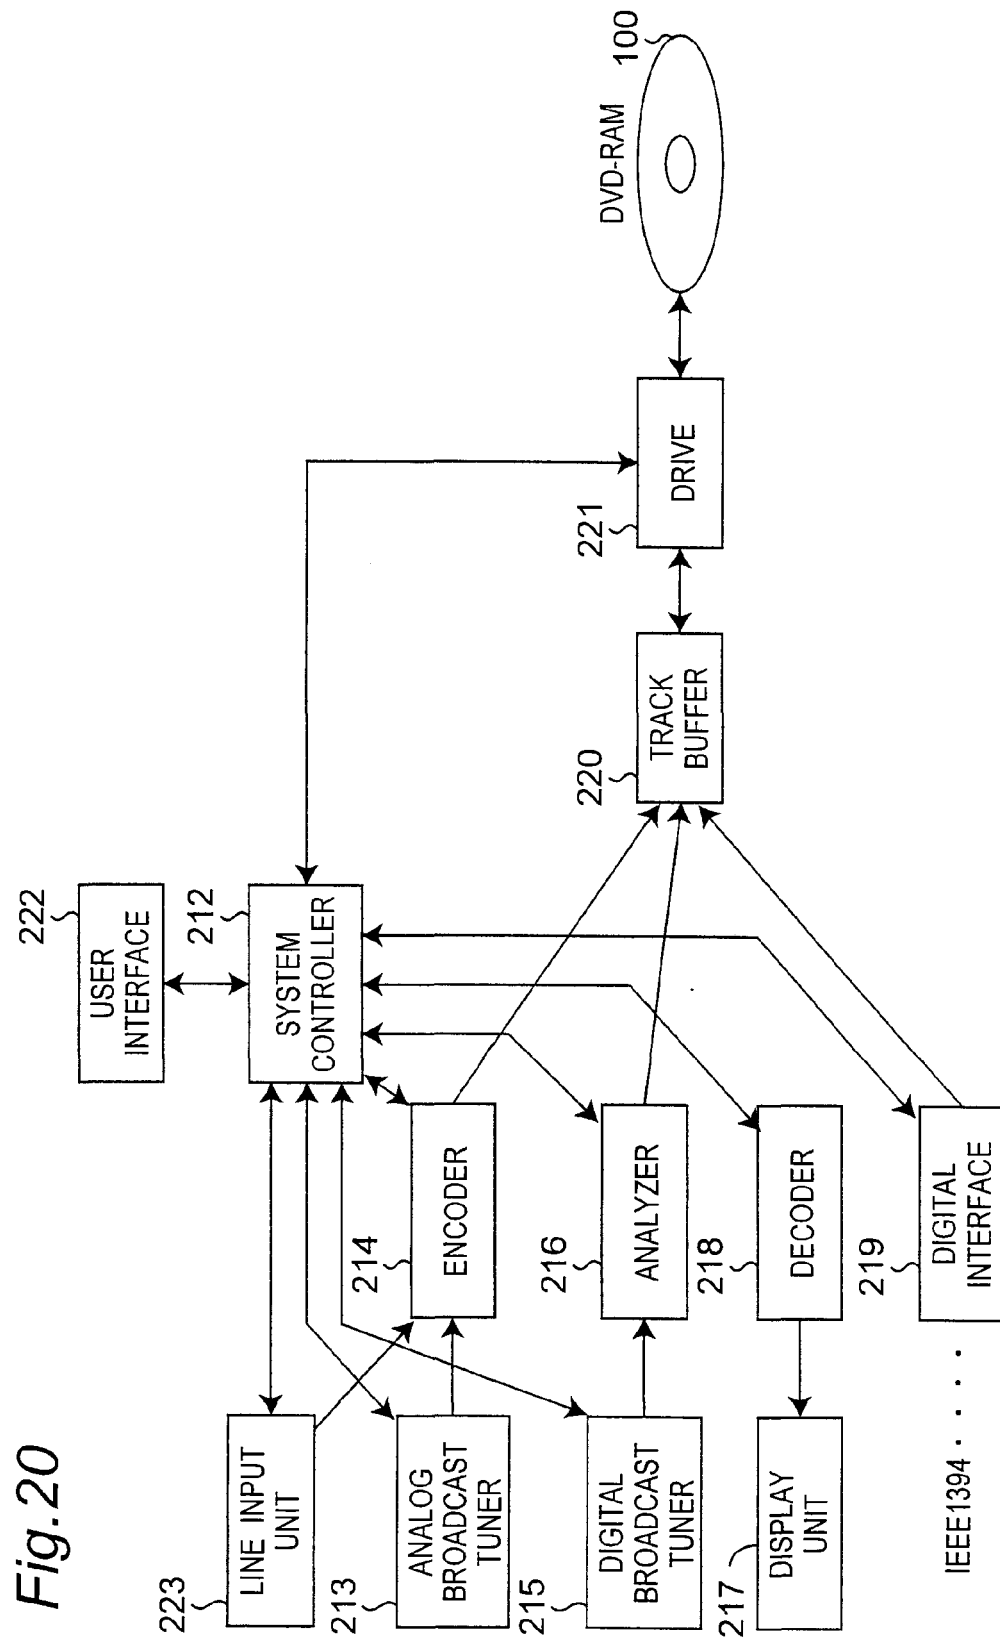 Fig.20
222
USER
INTERFACE
212
SYSTEM
CONTROLLER
223
LINE INPUT
UNIT
213
ANALOG
BROADCAST
TUNER
214
ENCODER
215
DIGITAL
BROADCAST
TUNER
216
ANALYZER
217
DISPLAY
UNIT
218
DECODER
IEEE1394
219
DIGITAL
INTERFACE
220
TRACK
BUFFER
221
DRIVE
DVD-RAM
100